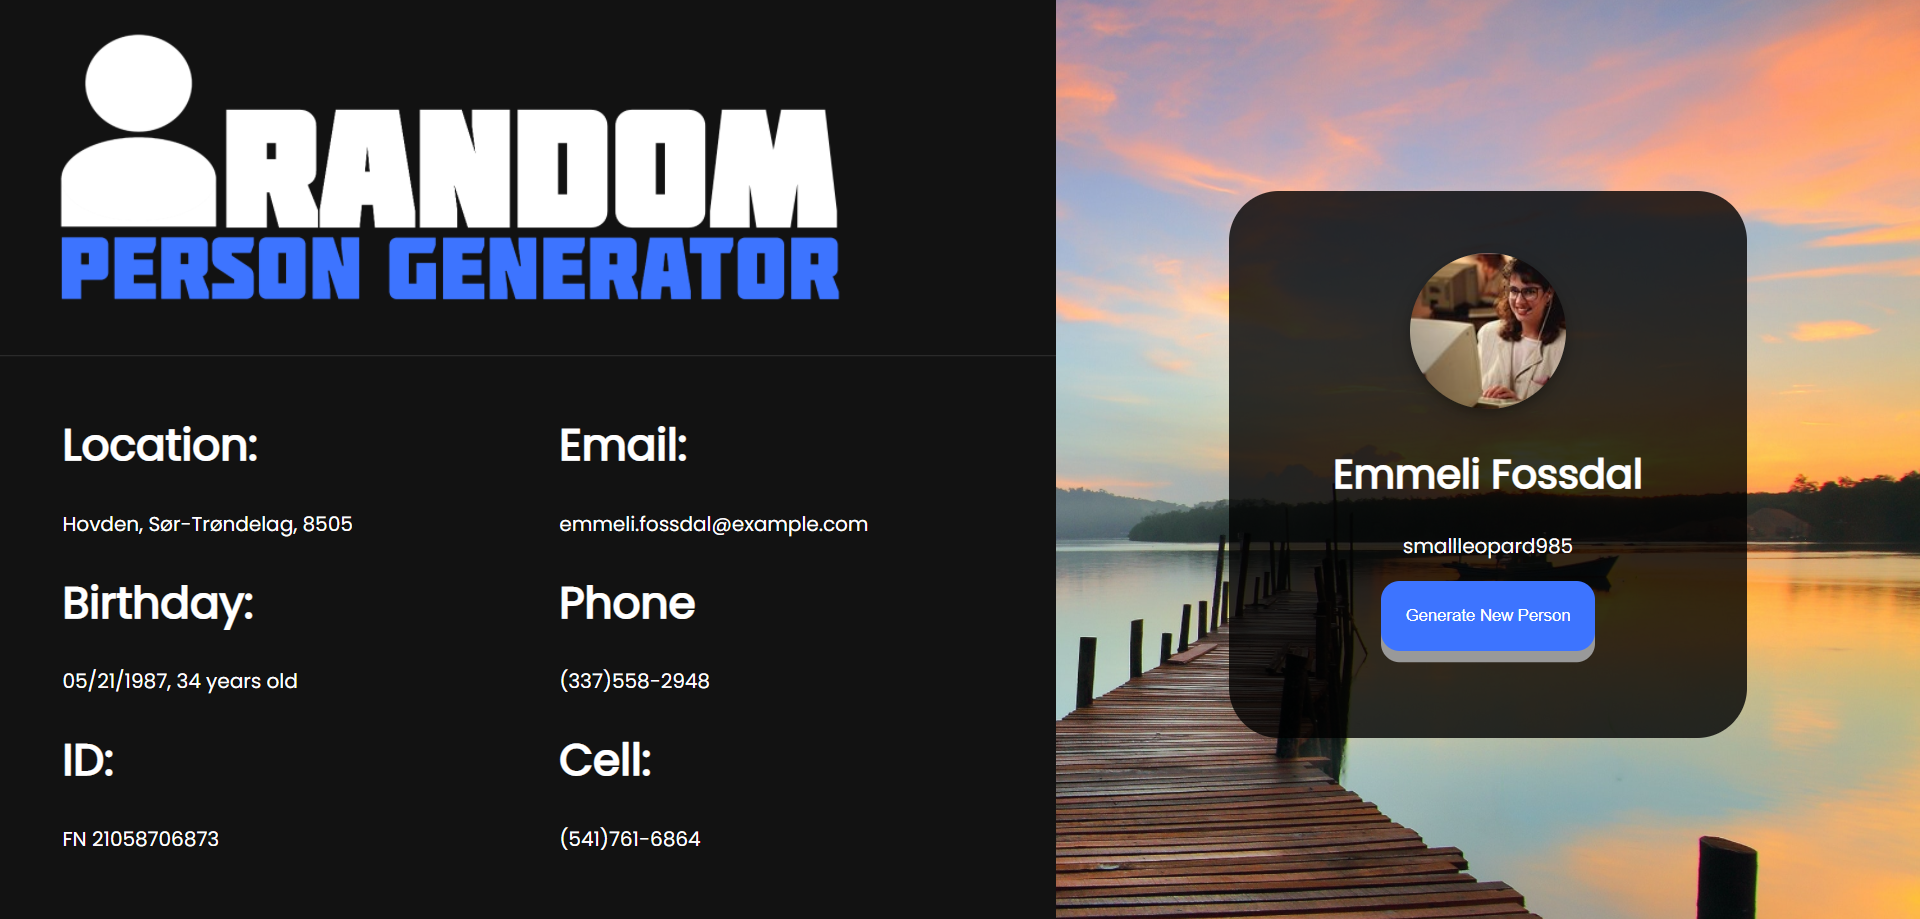 RANDOM
PERSON GENERATOR
Location:
Hovden, Sør-Trøndelag, 8505
Birthday:
05/21/1987, 34 years old
ID:
FN 21058706873
Email:
emmeli.fossdal@example.com
Phone
(337)558-2948
Cell:
(541)761-6864
Emmeli Fossdal
smallleopard985
Generate New Person